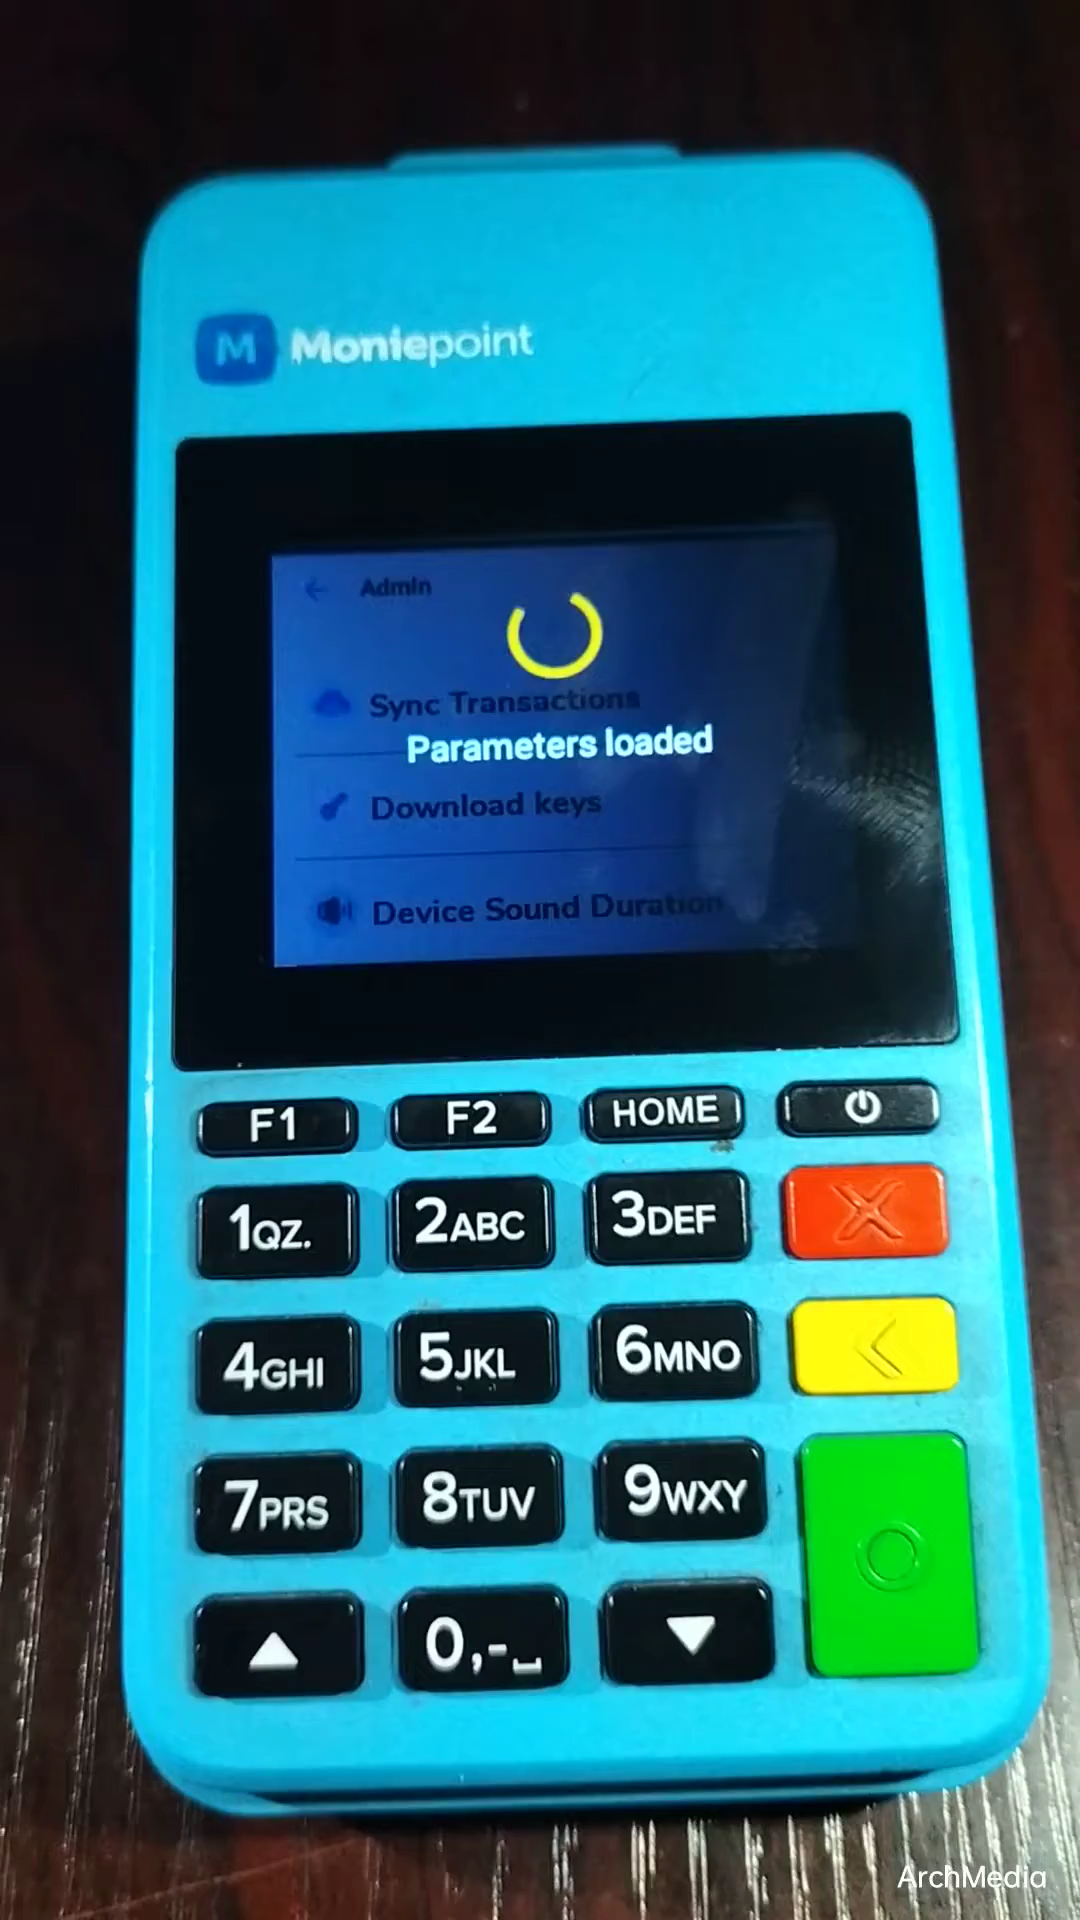 M Moniepoint
Admin
Sync Transactions
Parameters loaded
Download keys
Device Sound Duration
F1 F2 HOME
1QZ. 2ABC 3DEF X
4GHI 5JKL 6MNO
7PRS 8TUV 9WXY
0,-⎵
ArchMedia